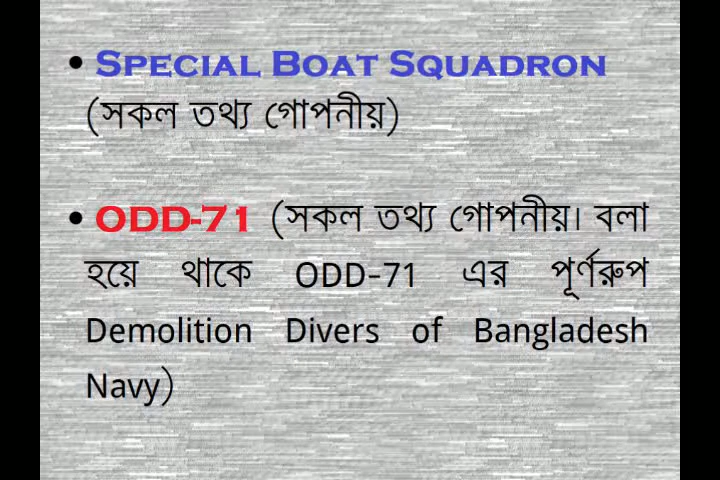 • SPECIAL BOAT SQUADRON
(সকল তথ্য গোপনীয়)
• ODD-71 (সকল তথ্য গোপনীয়। বলা
হয়ে থাকে ODD-71 এর পূর্ণরুপ
Demolition Divers of Bangladesh
Navy)